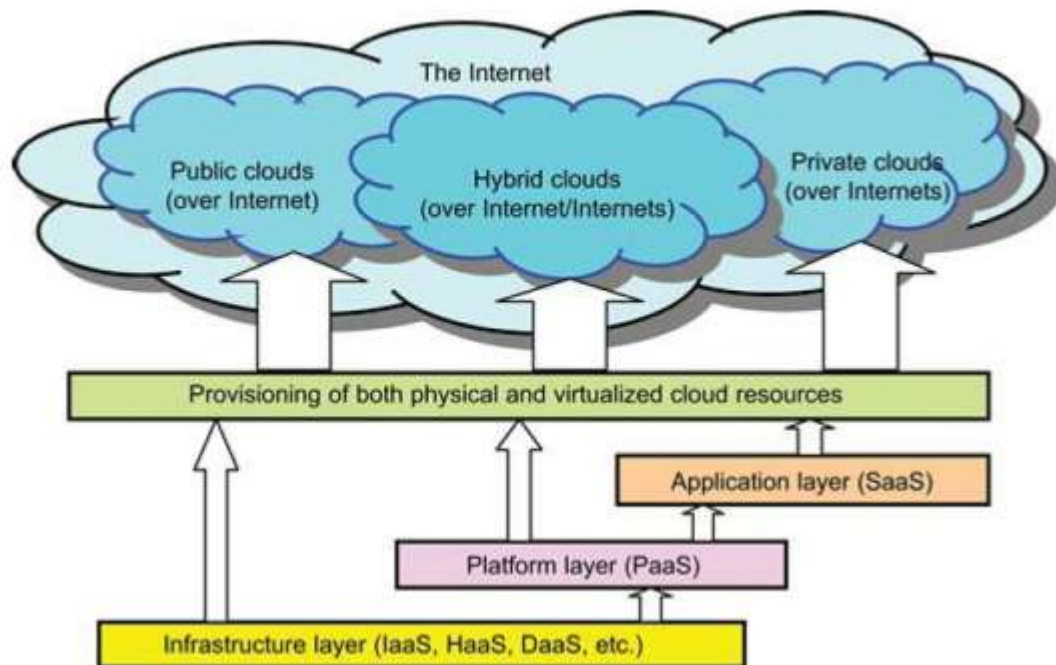 The Internet
Public clouds
(over Internet)
Hybrid clouds
(over Internet/Internets)
Private clouds
(over Internets)
Provisioning of both physical and virtualized cloud resources
Application layer (SaaS)
Platform layer (PaaS)
Infrastructure layer (IaaS, HaaS, DaaS, etc.)